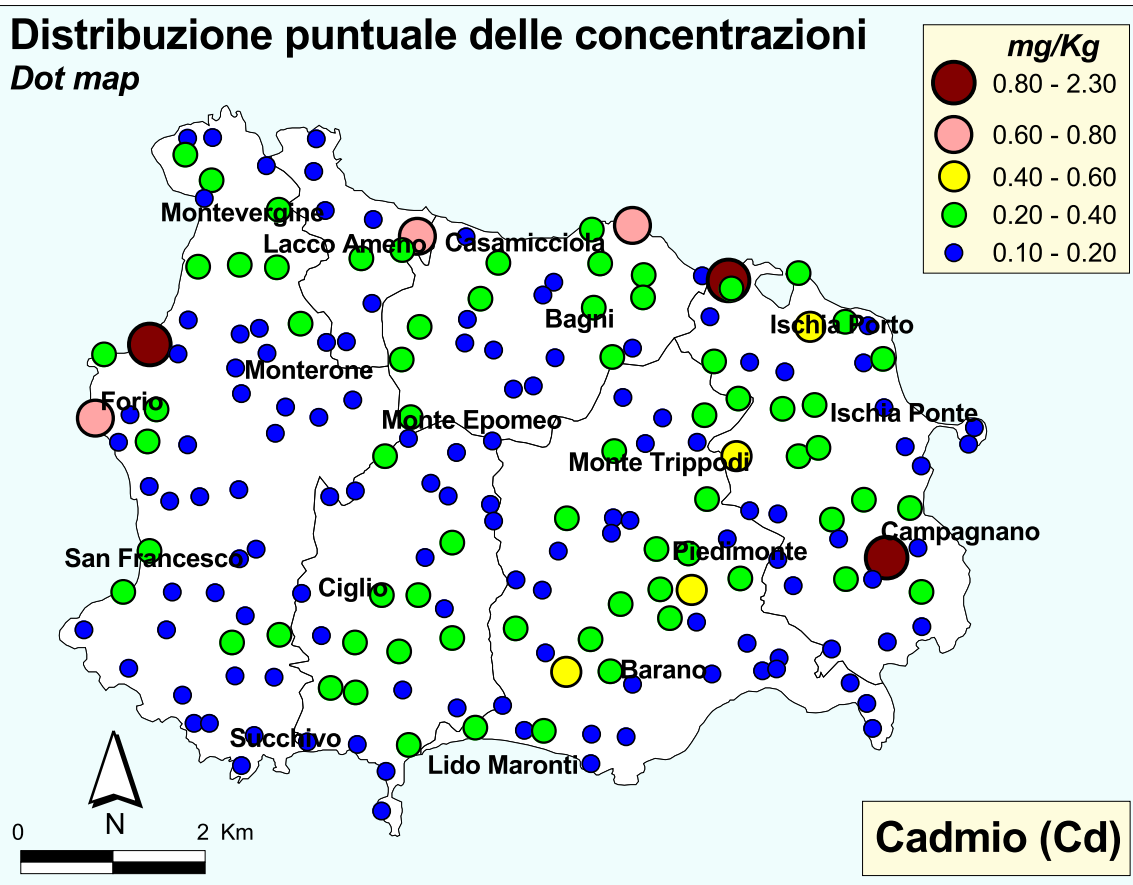 Distribuzione puntuale delle concentrazioni
Dot map
mg/Kg
0.80 - 2.30
0.60 - 0.80
0.40 - 0.60
0.20 - 0.40
0.10 - 0.20
Montevergine
Lacco Ameno
Casamicciola
Bagni
Ischia Porto
Monterone
Forio
Monte Epomeo
Ischia Ponte
Monte Trippodi
Campagnano
San Francesco
Piedimonte
Ciglio
Barano
Succhivo
Lido Maronti
N
0 2 Km
Cadmio (Cd)